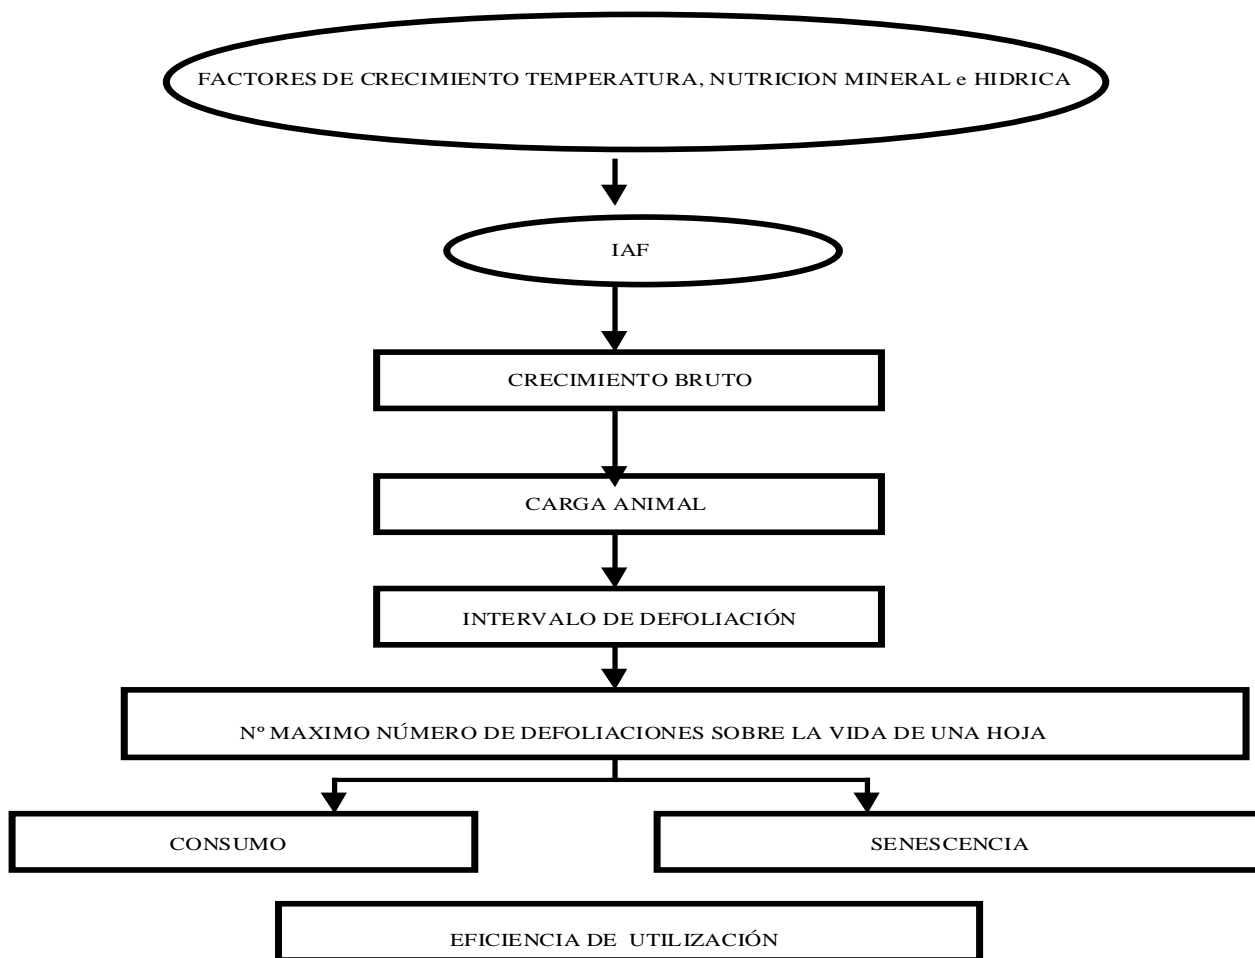 FACTORES DE CRECIMIENTO TEMPERATURA, NUTRICION MINERAL e HIDRICA
IAF
CRECIMIENTO BRUTO
CARGA ANIMAL
INTERVALO DE DEFOLIACIÓN
Nº MAXIMO NÚMERO DE DEFOLIACIONES SOBRE LA VIDA DE UNA HOJA
CONSUMO
SENESCENCIA
EFICIENCIA DE UTILIZACIÓN